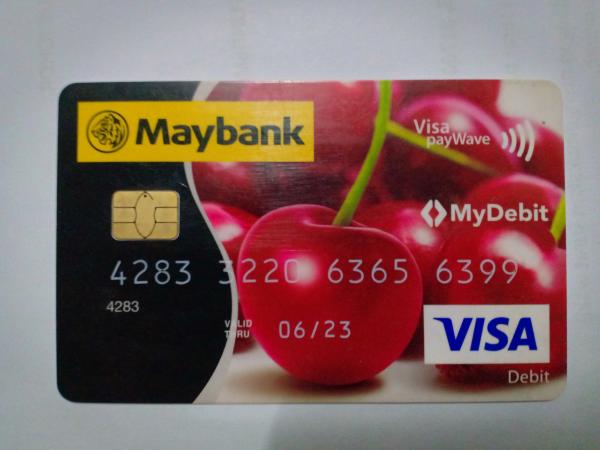 Maybank
Visa
payWave
MyDebit
4283 3220 6365 6399
4283
VALID
THRU 06/23
VISA
Debit